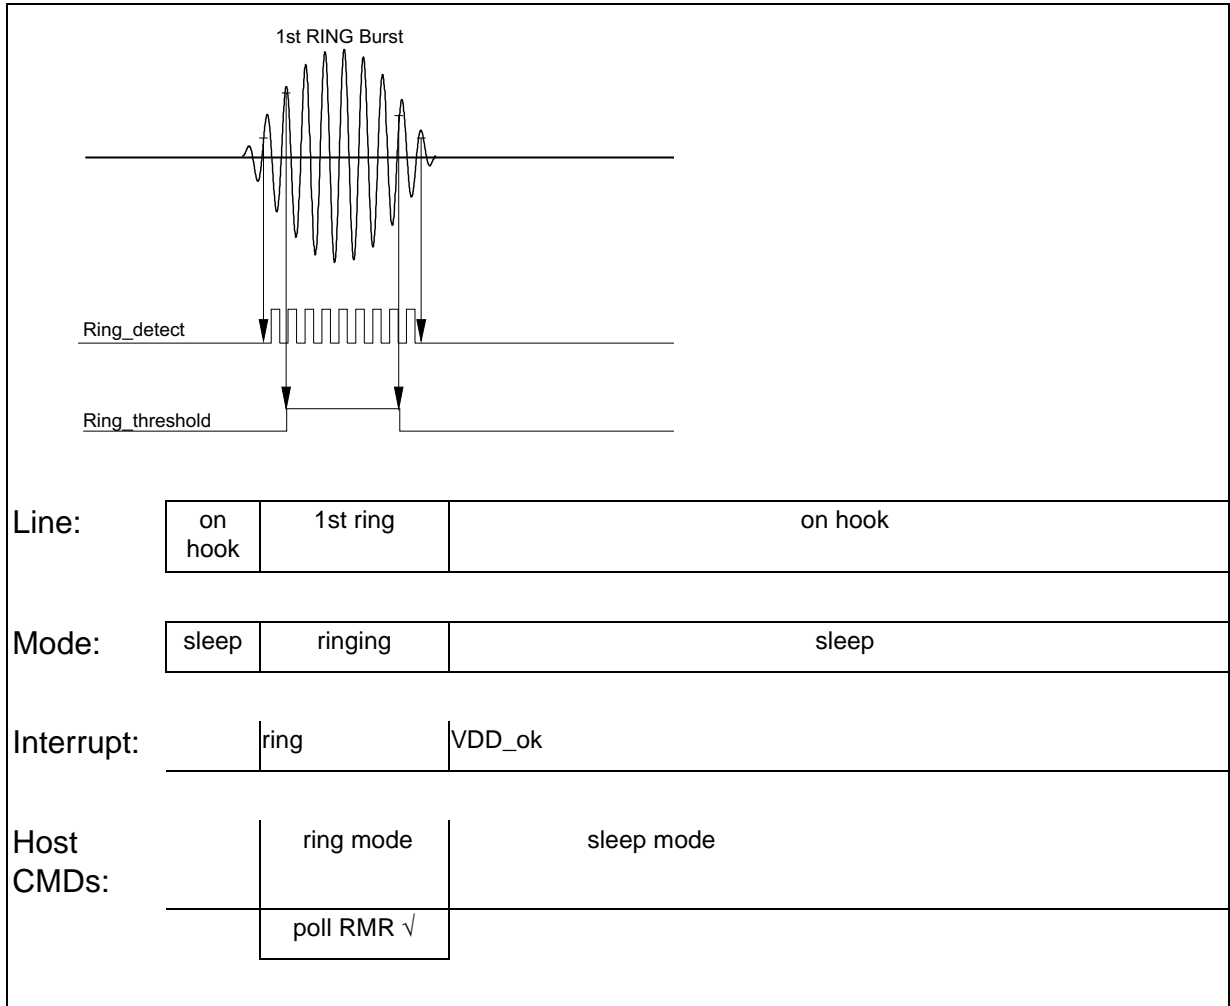 1st RING Burst
Ring_detect
Ring_threshold
Line:
on
hook
1st ring
on hook
Mode:
sleep
ringing
sleep
Interrupt:
ring
VDD_ok
Host
CMDs:
ring mode
sleep mode
poll RMR √